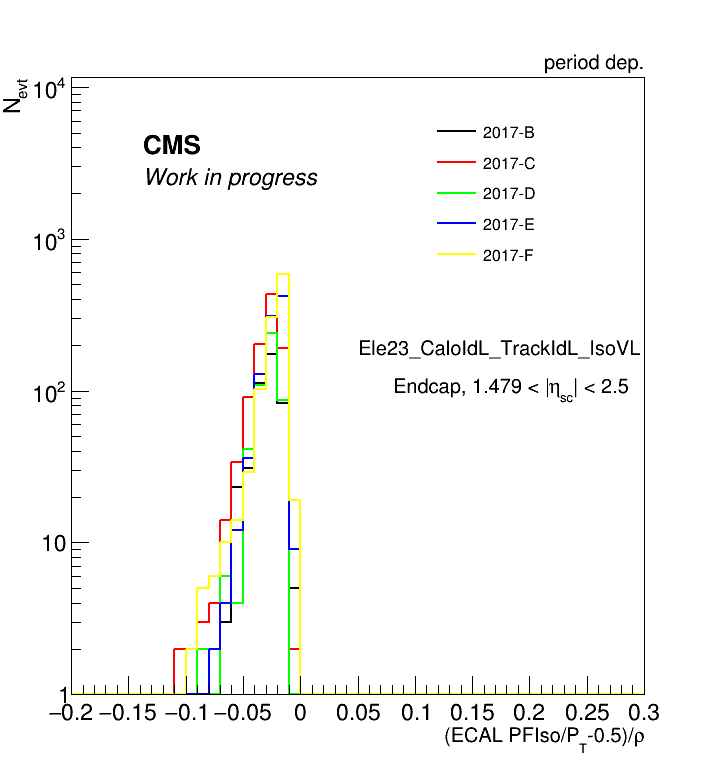 period dep.
N_evt
10^4
10^3
10^2
10
1
CMS
Work in progress
2017-B
2017-C
2017-D
2017-E
2017-F
Ele23_CaloIdL_TrackIdL_IsoVL
Endcap, 1.479 < |η_sc| < 2.5
−0.2 −0.15 −0.1 −0.05 0 0.05 0.1 0.15 0.2 0.25 0.3
(ECAL PFIso/P_T-0.5)/ρ